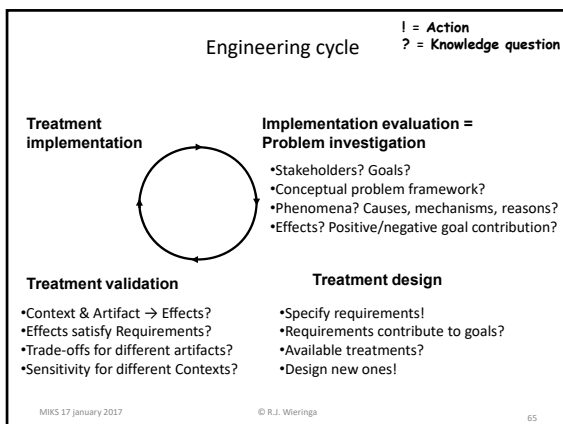 Engineering cycle
! = Action
? = Knowledge question
Treatment
implementation
Implementation evaluation =
Problem investigation
•Stakeholders? Goals?
•Conceptual problem framework?
•Phenomena? Causes, mechanisms, reasons?
•Effects? Positive/negative goal contribution?
Treatment validation
•Context & Artifact → Effects?
•Effects satisfy Requirements?
•Trade-offs for different artifacts?
•Sensitivity for different Contexts?
Treatment design
•Specify requirements!
•Requirements contribute to goals?
•Available treatments?
•Design new ones!
MIKS 17 january 2017
© R.J. Wieringa
65